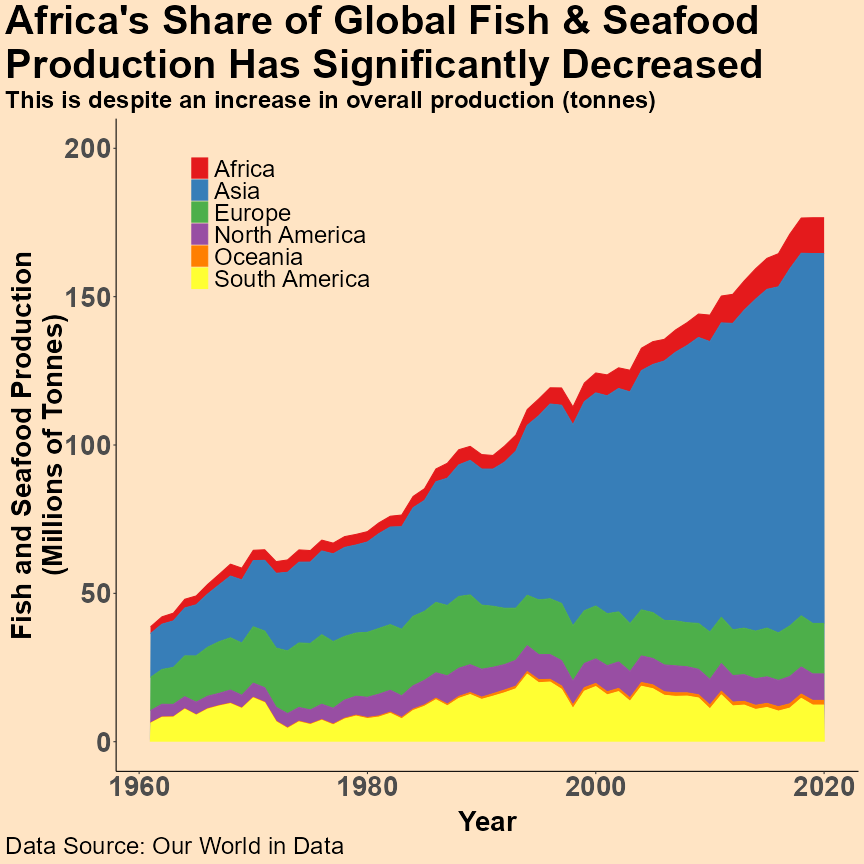 Africa's Share of Global Fish & Seafood
Production Has Significantly Decreased
This is despite an increase in overall production (tonnes)
200
150
100
50
0
Fish and Seafood Production
(Millions of Tonnes)
Africa
Asia
Europe
North America
Oceania
South America
1960
1980
2000
2020
Year
Data Source: Our World in Data